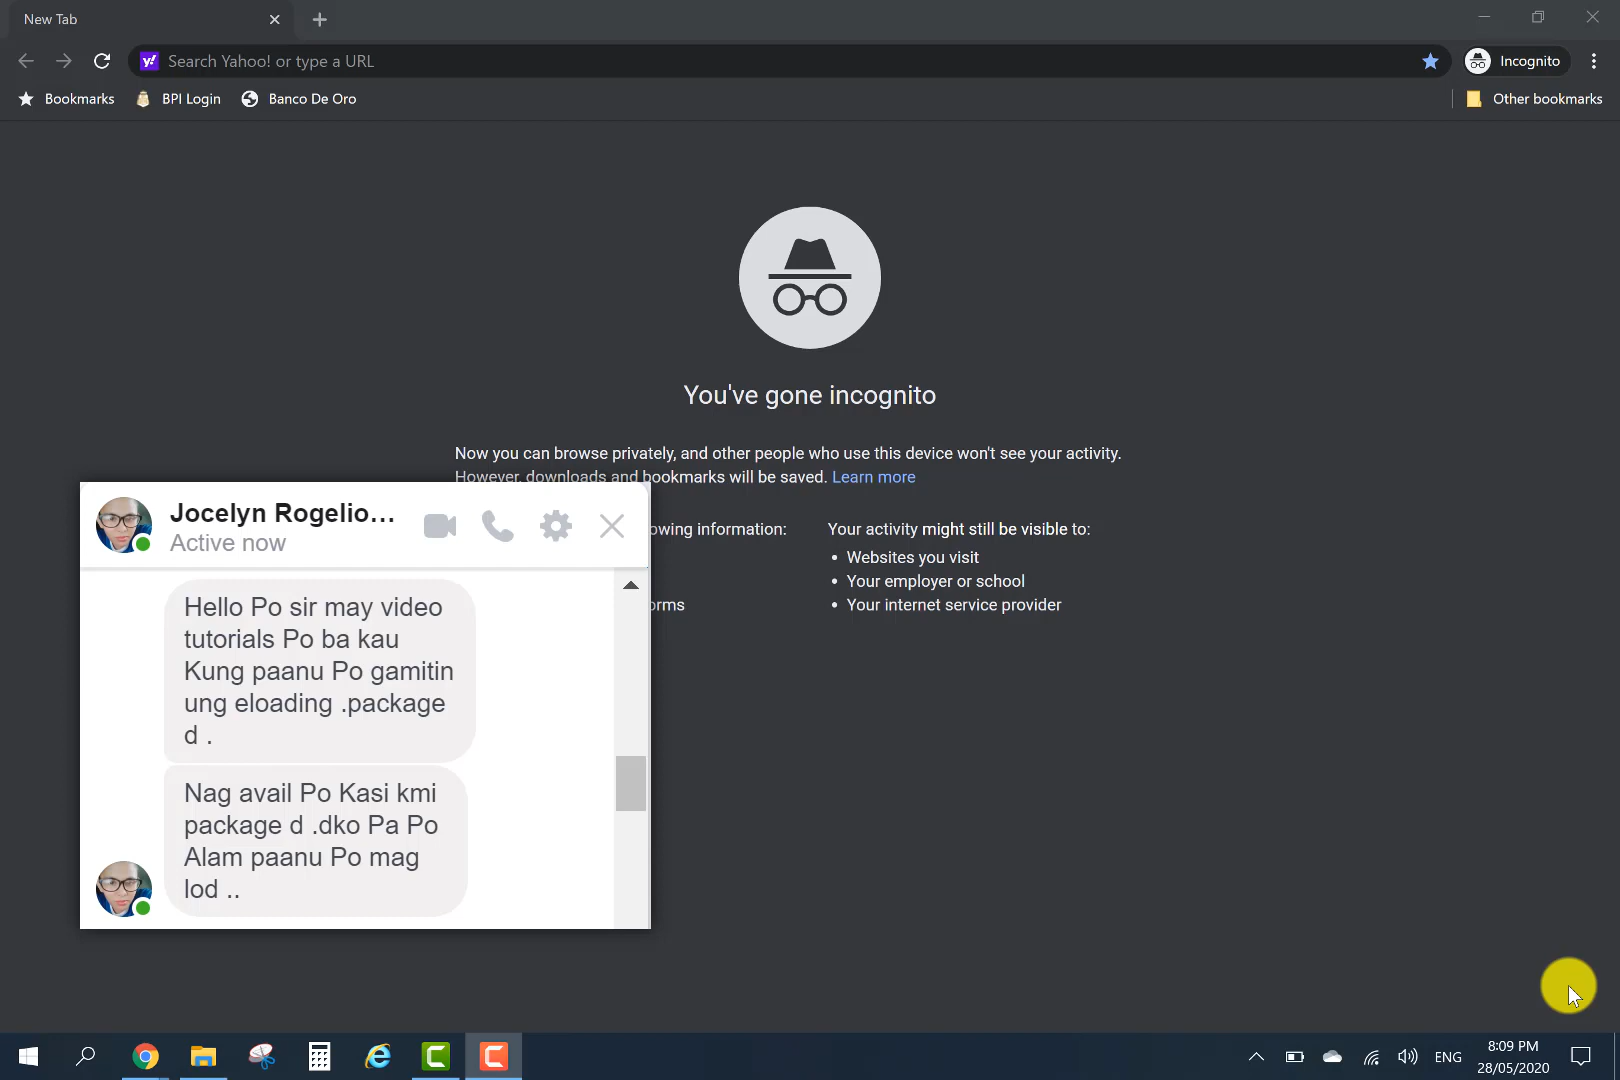 New Tab
Search Yahoo! or type a URL
Incognito
Bookmarks
BPI Login
Banco De Oro
Other bookmarks
You've gone incognito
Now you can browse privately, and other people who use this device won't see your activity.
However, downloads and bookmarks will be saved. Learn more
owing information:
orms
Your activity might still be visible to:
• Websites you visit
• Your employer or school
• Your internet service provider
Jocelyn Rogelio...
Active now
Hello Po sir may video
tutorials Po ba kau
Kung paanu Po gamitin
ung eloading .package
d .
Nag avail Po Kasi kmi
package d .dko Pa Po
Alam paanu Po mag
lod ..
ENG
8:09 PM
28/05/2020